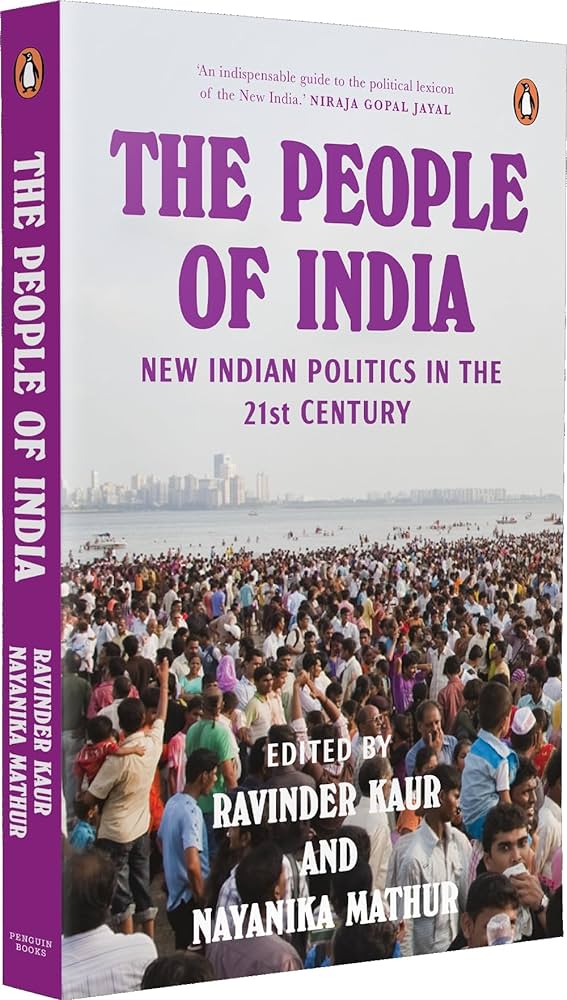 'An indispensable guide to the political lexicon
of the New India.' NIRAJA GOPAL JAYAL
THE PEOPLE
OF INDIA
NEW INDIAN POLITICS IN THE
21st CENTURY
EDITED BY
RAVINDER KAUR
AND
NAYANIKA MATHUR
THE PEOPLE OF INDIA
RAVINDER KAUR
NAYANIKA MATHUR
PENGUIN
BOOKS